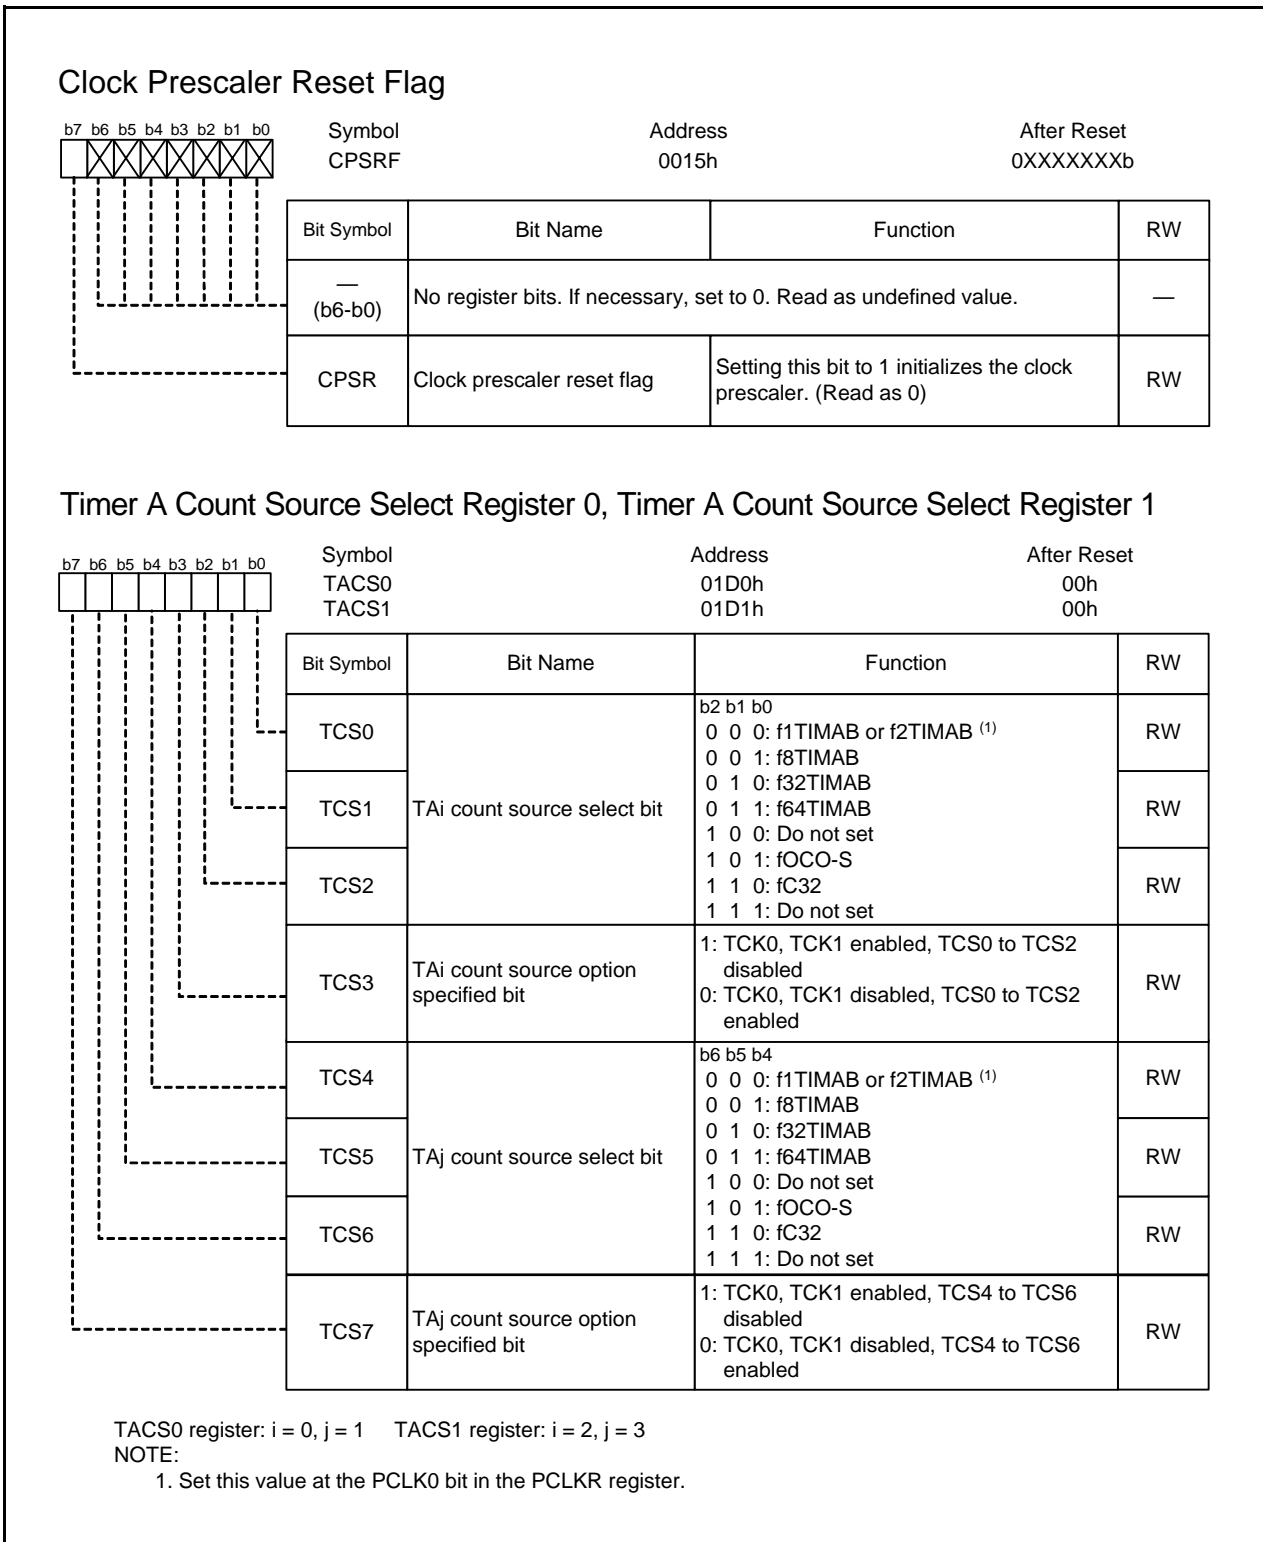 Clock Prescaler Reset Flag
b7 b6 b5 b4 b3 b2 b1 b0
Symbol Address After Reset
CPSRF 0015h 0XXXXXXXb
Bit Symbol Bit Name Function RW
— (b6-b0) No register bits. If necessary, set to 0. Read as undefined value. —
CPSR Clock prescaler reset flag Setting this bit to 1 initializes the clock
prescaler. (Read as 0) RW
Timer A Count Source Select Register 0, Timer A Count Source Select Register 1
b7 b6 b5 b4 b3 b2 b1 b0
Symbol Address After Reset
TACS0 01D0h 00h
TACS1 01D1h 00h
Bit Symbol Bit Name Function RW
TCS0 RW
TCS1 TAi count source select bit RW
TCS2 RW
b2 b1 b0
0 0 0: f1TIMAB or f2TIMAB (1)
0 0 1: f8TIMAB
0 1 0: f32TIMAB
0 1 1: f64TIMAB
1 0 0: Do not set
1 0 1: fOCO-S
1 1 0: fC32
1 1 1: Do not set
TCS3 TAi count source option
specified bit
1: TCK0, TCK1 enabled, TCS0 to TCS2
disabled
0: TCK0, TCK1 disabled, TCS0 to TCS2
enabled
RW
TCS4 RW
TCS5 TAj count source select bit RW
TCS6 RW
b6 b5 b4
0 0 0: f1TIMAB or f2TIMAB (1)
0 0 1: f8TIMAB
0 1 0: f32TIMAB
0 1 1: f64TIMAB
1 0 0: Do not set
1 0 1: fOCO-S
1 1 0: fC32
1 1 1: Do not set
TCS7 TAj count source option
specified bit
1: TCK0, TCK1 enabled, TCS4 to TCS6
disabled
0: TCK0, TCK1 disabled, TCS4 to TCS6
enabled
RW
TACS0 register: i = 0, j = 1 TACS1 register: i = 2, j = 3
NOTE:
1. Set this value at the PCLK0 bit in the PCLKR register.